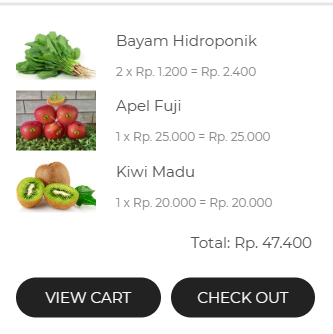 Bayam Hidroponik
2 x Rp. 1.200 = Rp. 2.400
Apel Fuji
1 x Rp. 25.000 = Rp. 25.000
Kiwi Madu
1 x Rp. 20.000 = Rp. 20.000
Total: Rp. 47.400
VIEW CART
CHECK OUT